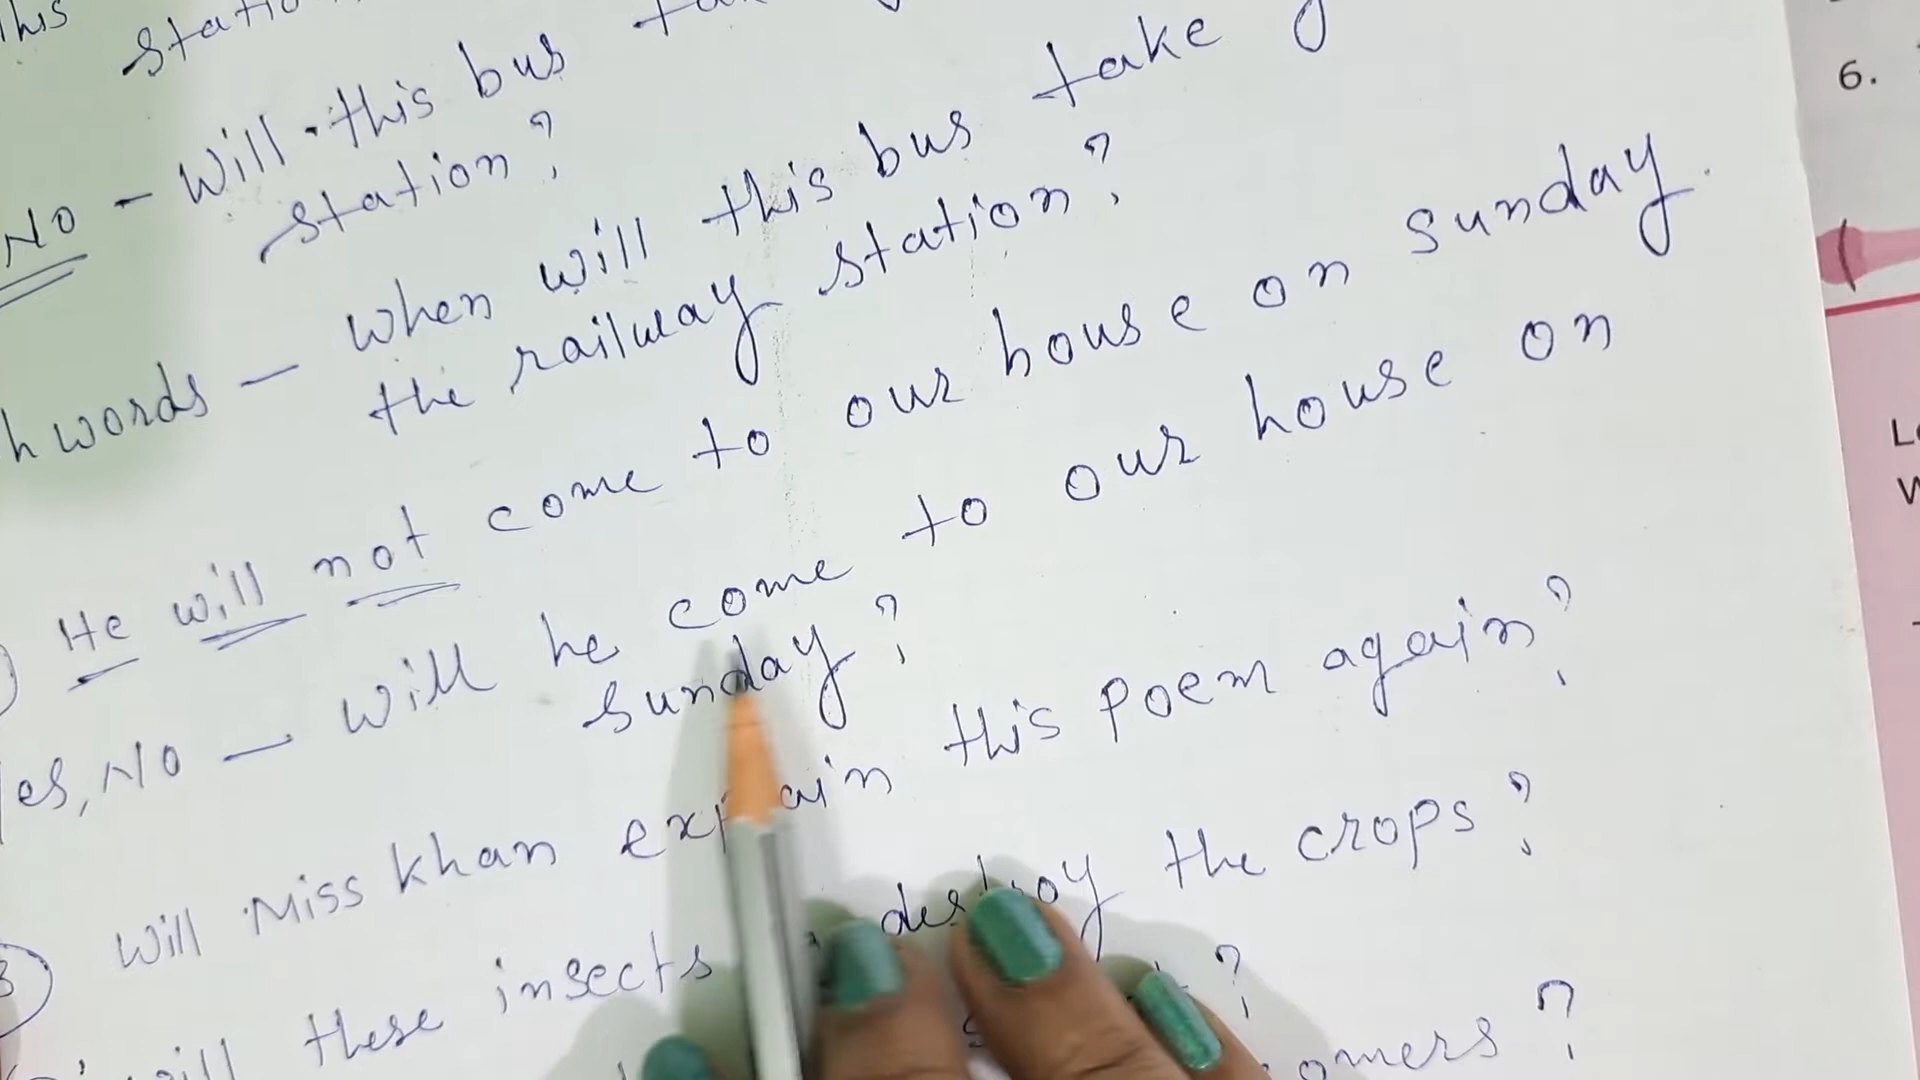 this
No - Will this bus
station?
when will this bus take
the railway station?
words -
He will not come to our house on sunday.
es, No - Will he come to our house on
sunday?
Will Miss Khan explain this poem again?
will these insects destroy the crops?
?
omers?
6.